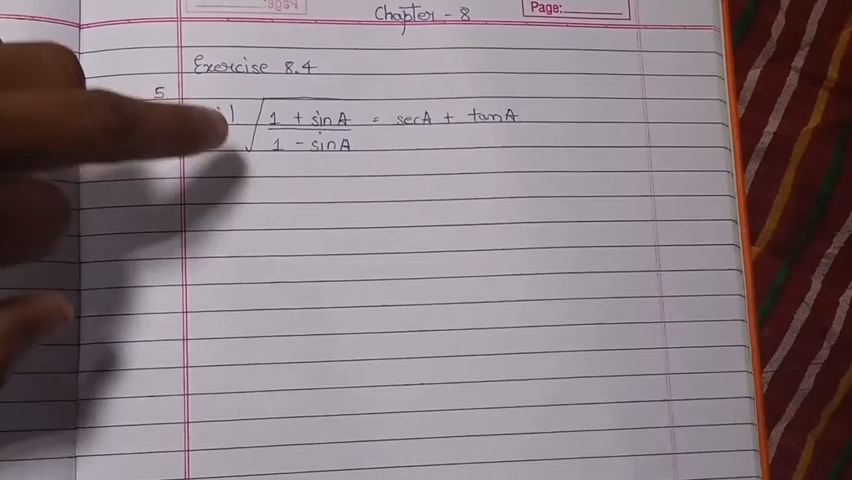 Chapter - 8
Page:
Exercise 8.4
5
√ 1 + sinA / 1 - sinA = secA + tanA